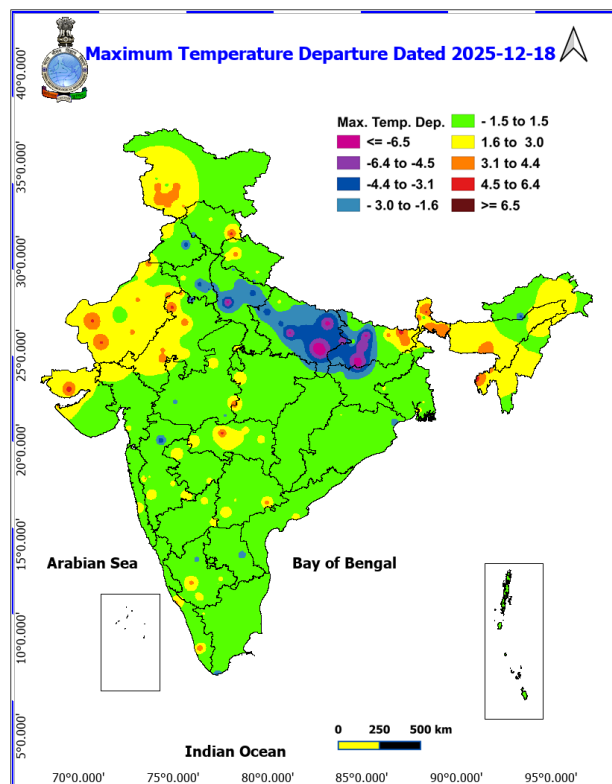 Maximum Temperature Departure Dated 2025-12-18
Max. Temp. Dep.
<= -6.5
-6.4 to -4.5
-4.4 to -3.1
- 3.0 to -1.6
- 1.5 to 1.5
1.6 to 3.0
3.1 to 4.4
4.5 to 6.4
>= 6.5
40°0.000'
35°0.000'
30°0.000'
25°0.000'
20°0.000'
15°0.000'
10°0.000'
5°0.000'
Arabian Sea
Bay of Bengal
Indian Ocean
0 250 500 km
70°0.000' 75°0.000' 80°0.000' 85°0.000' 90°0.000' 95°0.000'